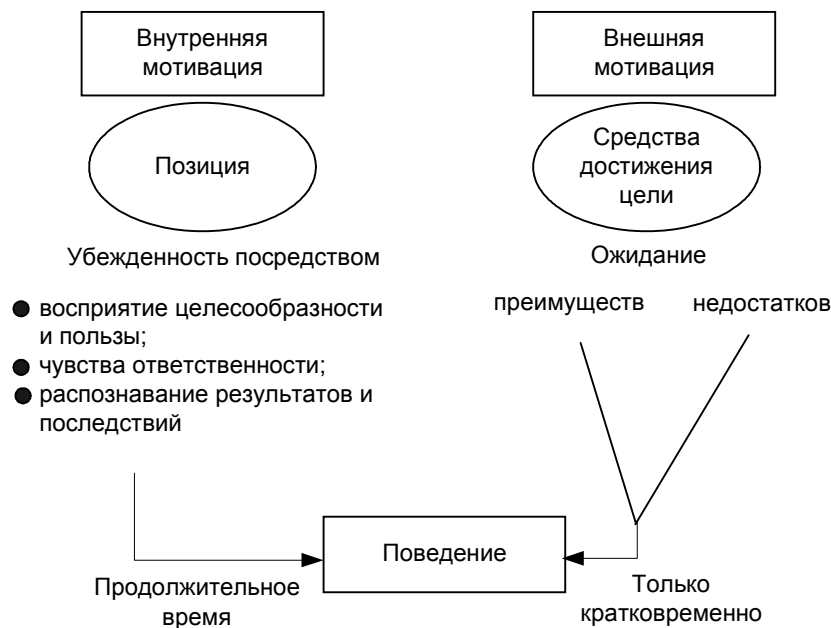 Внутренняя
мотивация
Позиция
Убежденность посредством
● восприятие целесообразности
и пользы;
● чувства ответственности;
● распознавание результатов и
последствий
Продолжительное
время
Внешняя
мотивация
Средства
достижения
цели
Ожидание
преимуществ недостатков
Поведение
Только
кратковременно